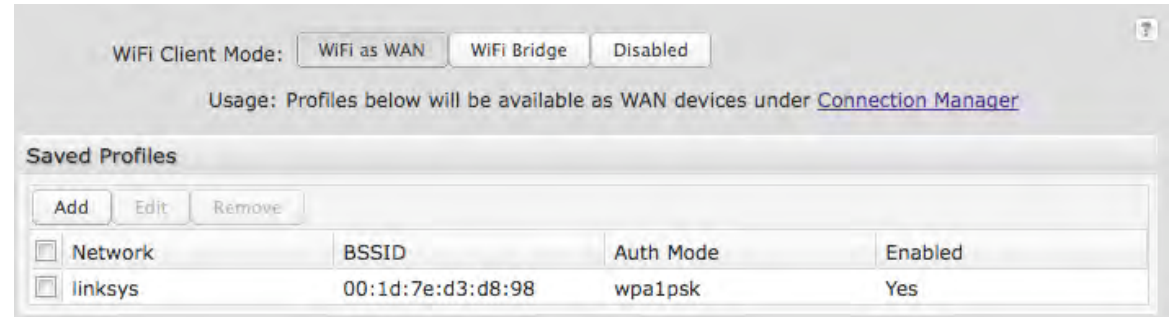 ?
WiFi Client Mode: WiFi as WAN WiFi Bridge Disabled
Usage: Profiles below will be available as WAN devices under Connection Manager
Saved Profiles
Add Edit Remove
Network BSSID Auth Mode Enabled
linksys 00:1d:7e:d3:d8:98 wpa1psk Yes